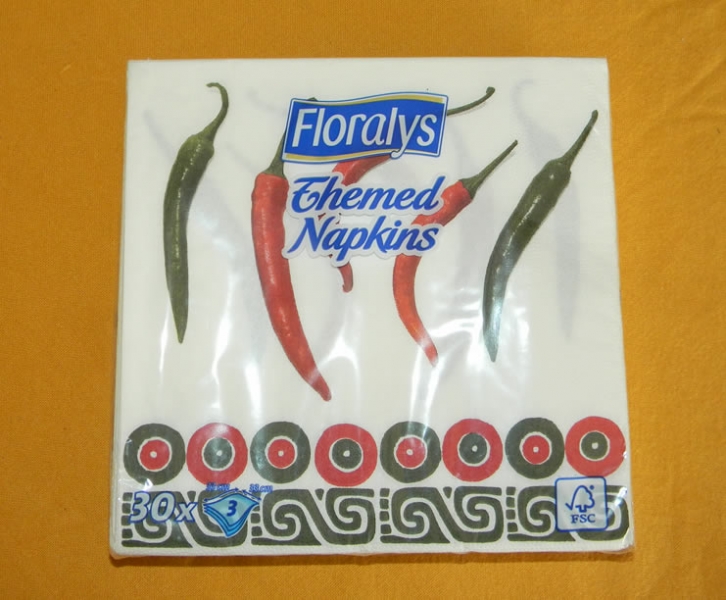 Floralys
Themed
Napkins
30x
3
FSC